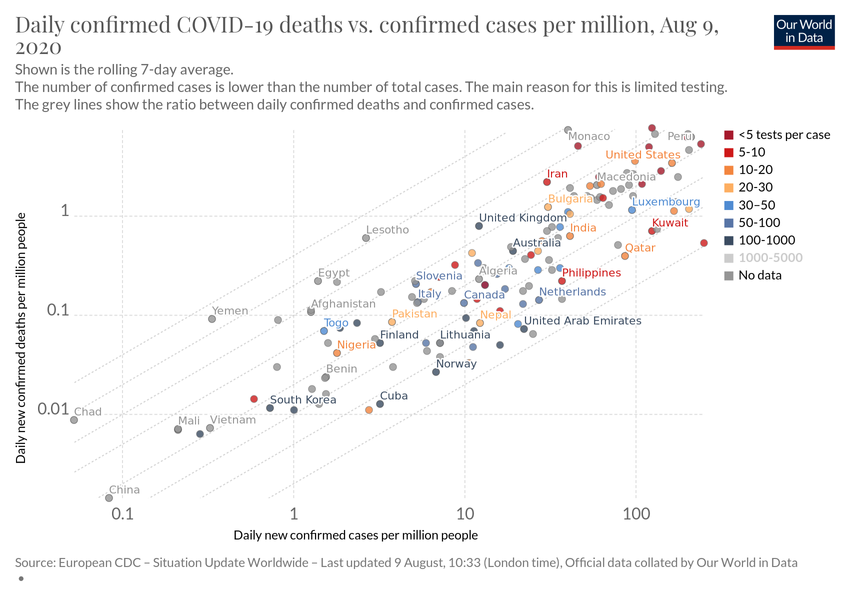 Daily confirmed COVID-19 deaths vs. confirmed cases per million, Aug 9,
2020
Our World
in Data
Shown is the rolling 7-day average.
The number of confirmed cases is lower than the number of total cases. The main reason for this is limited testing.
The grey lines show the ratio between daily confirmed deaths and confirmed cases.
Daily new confirmed deaths per million people
1
0.1
0.01
Monaco
Peru
United States
Iran
Macedonia
Bulgaria
Luxembourg
United Kingdom
Kuwait
India
Lesotho
Australia
Qatar
Egypt
Slovenia
Algeria
Philippines
Italy
Canada
Netherlands
Afghanistan
Yemen
Pakistan
Nepal
Togo
United Arab Emirates
Finland
Lithuania
Nigeria
Norway
Benin
South Korea
Cuba
Chad
Mali
Vietnam
China
<5 tests per case
5-10
10-20
20-30
30-50
50-100
100-1000
1000-5000
No data
0.1
1
10
100
Daily new confirmed cases per million people
Source: European CDC – Situation Update Worldwide – Last updated 9 August, 10:33 (London time), Official data collated by Our World in Data
•